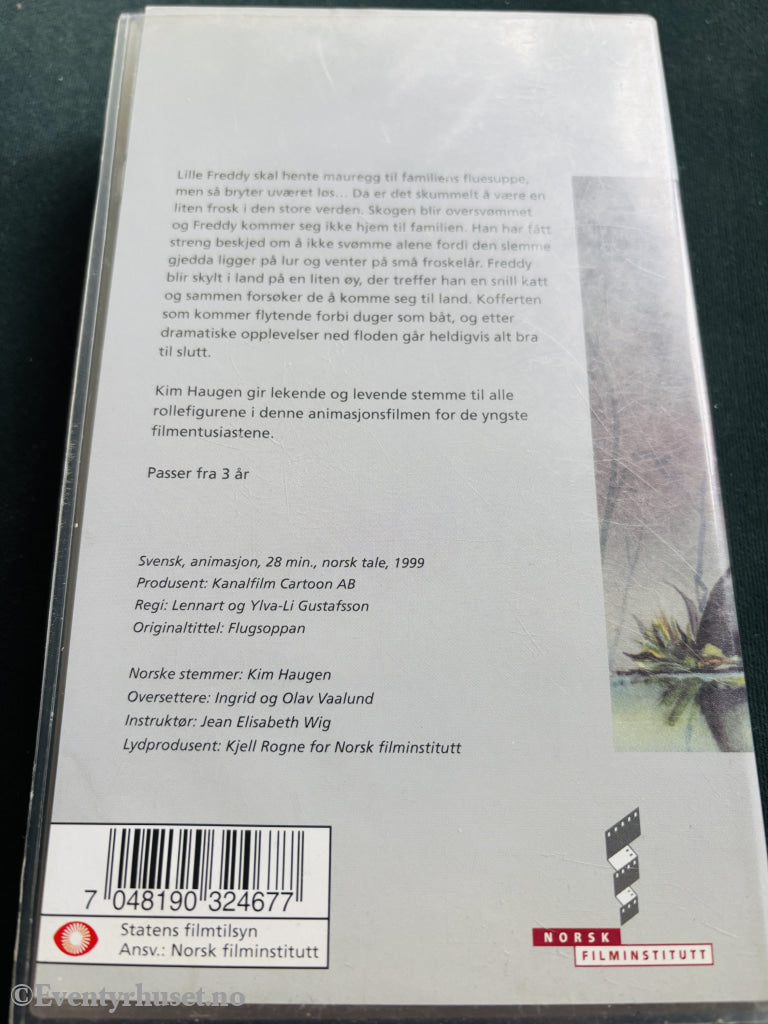 Lille Freddy skal hente mauregg til familiens fluesuppe,
men så bryter uværet løs... Da er det skummelt å være en
liten frosk i den store verden. Skogen blir oversvømmet
og Freddy kommer seg ikke hjem til familien. Han har fått
streng beskjed om å ikke svømme alene fordi den slemme
gjedda ligger på lur og venter på små froskelår. Freddy
blir skylt i land på en liten øy, der treffer han en snill katt
og sammen forsøker de å komme seg til land. Kofferten
som kommer flytende forbi duger som båt, og etter
dramatiske opplevelser ned floden går heldigvis alt bra
til slutt.
Kim Haugen gir lekende og levende stemme til alle
rollefigurene i denne animasjonsfilmen for de yngste
filmentusiastene.
Passer fra 3 år
Svensk, animasjon, 28 min., norsk tale, 1999
Produsent: Kanalfilm Cartoon AB
Regi: Lennart og Ylva-Li Gustafsson
Originaltittel: Flugsoppan
Norske stemmer: Kim Haugen
Oversettere: Ingrid og Olav Vaalund
Instruktør: Jean Elisabeth Wig
Lydprodusent: Kjell Rogne for Norsk filminstitutt
7 048190 324677
Statens filmtilsyn
Ansv.: Norsk filminstitutt
NORSK
FILMINSTITUTT
©Eventyrhuset.no